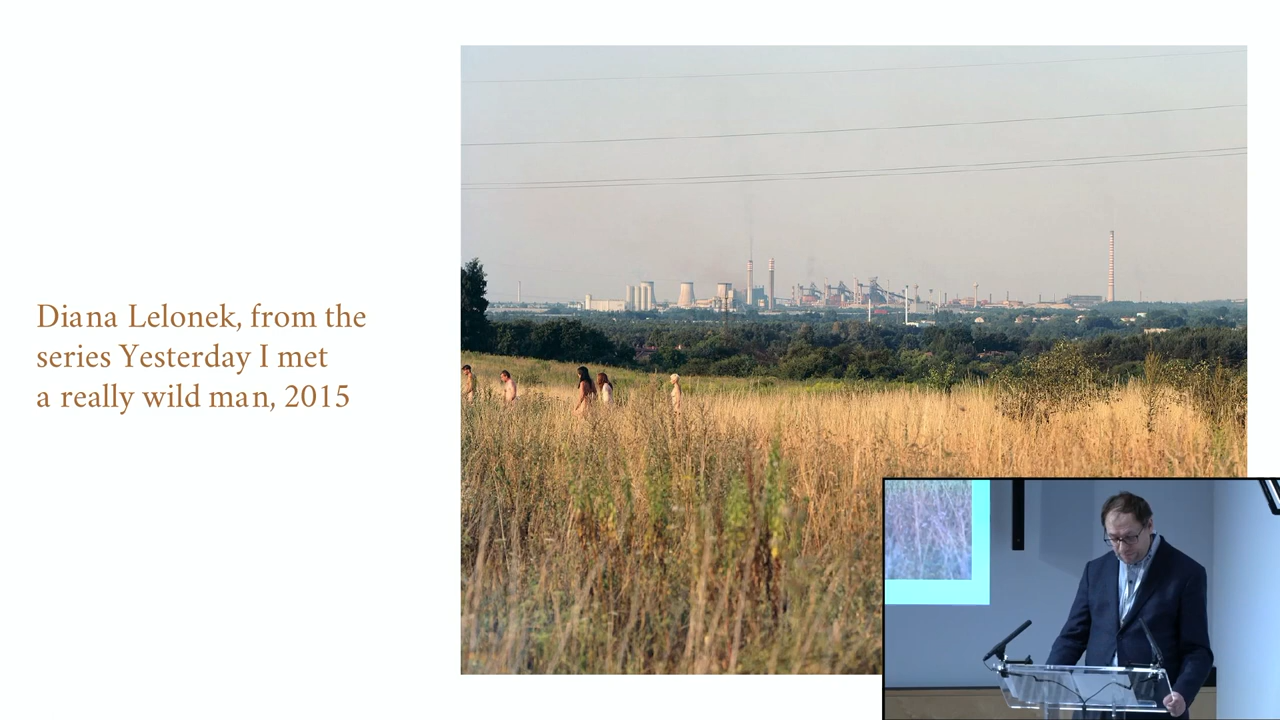 Diana Lelonek, from the
series Yesterday I met
a really wild man, 2015